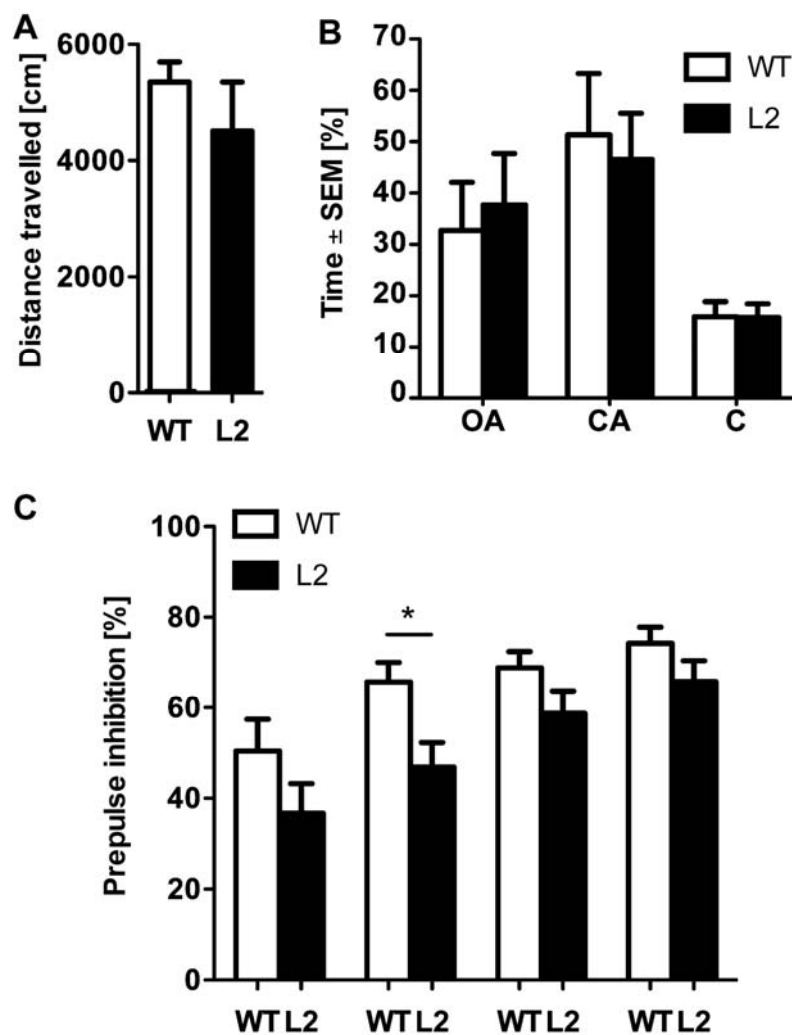 A
Distance travelled [cm]
6000
4000
2000
0
WT L2
B
Time ± SEM [%]
70
60
50
40
30
20
10
0
WT
L2
OA CA C
C
Prepulse inhibition [%]
100
80
60
40
20
0
WT
L2
*
WT L2 WT L2 WT L2 WT L2